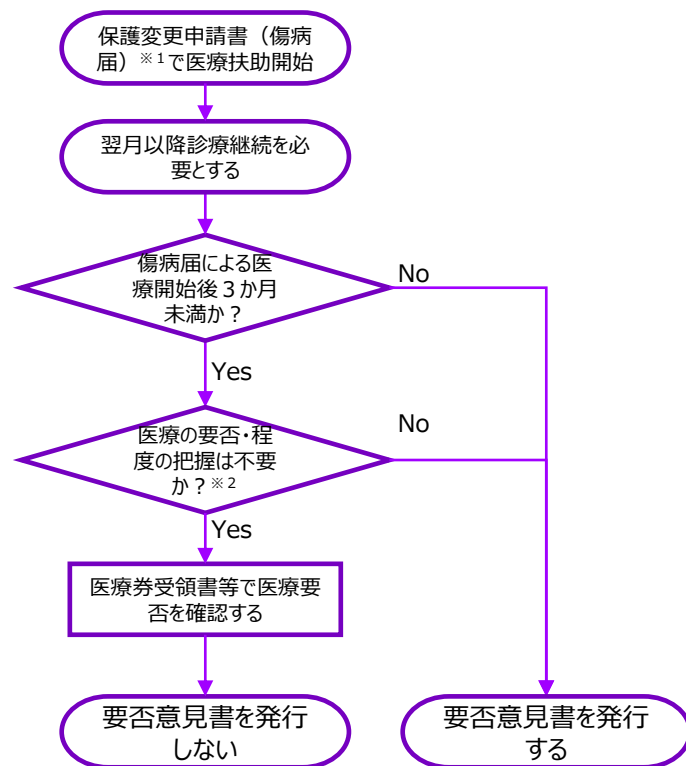 保護変更申請書（傷病
届）※１で医療扶助開始
翌月以降診療継続を必
要とする
傷病届による医
療開始後３か月
未満か？
No
Yes
医療の要否・程
度の把握は不要
か？※２
No
Yes
医療券受領書等で医療要
否を確認する
要否意見書を発行
しない
要否意見書を発行
する